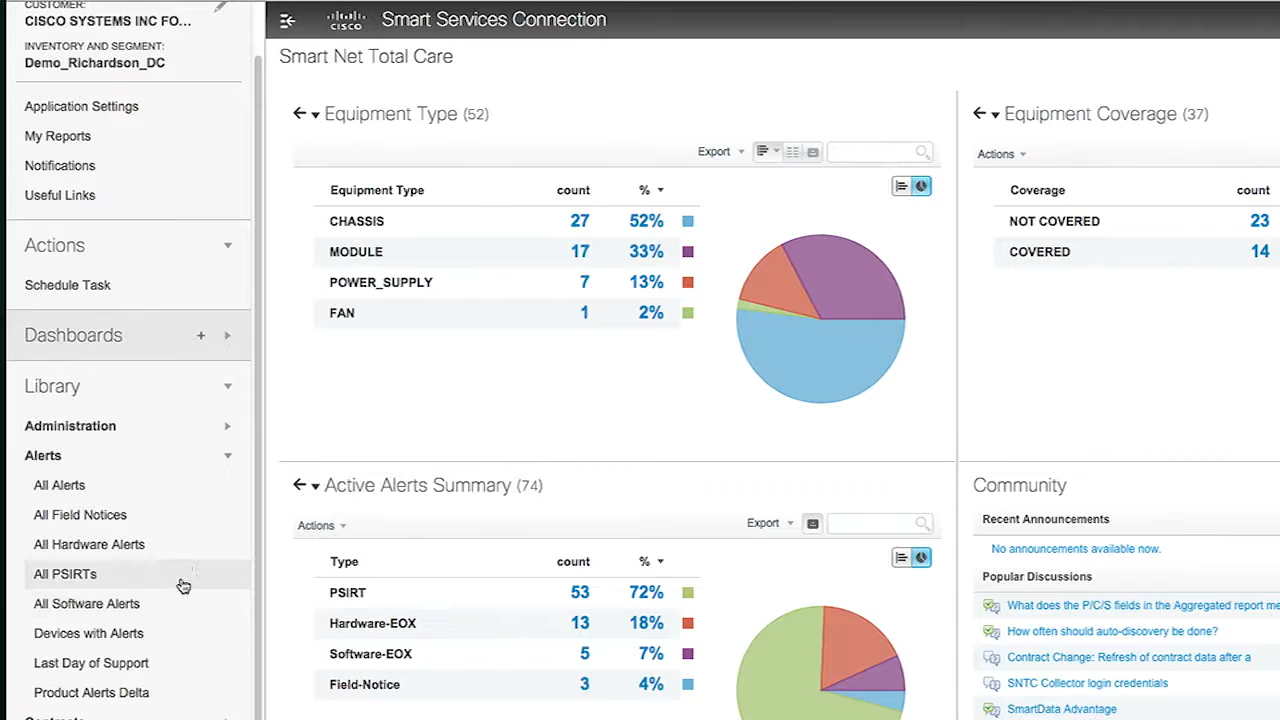 CUSTOMER:
CISCO SYSTEMS INC FO...
INVENTORY AND SEGMENT:
Demo_Richardson_DC
Application Settings
My Reports
Notifications
Useful Links
Actions
Schedule Task
Dashboards +
Library
Administration
Alerts
All Alerts
All Field Notices
All Hardware Alerts
All PSIRTs
All Software Alerts
Devices with Alerts
Last Day of Support
Product Alerts Delta
Contracts
CISCO Smart Services Connection
Smart Net Total Care
Equipment Type (52)
Export
Equipment Type count %
CHASSIS 27 52%
MODULE 17 33%
POWER_SUPPLY 7 13%
FAN 1 2%
Equipment Coverage (37)
Actions
Coverage count
NOT COVERED 23
COVERED 14
Active Alerts Summary (74)
Actions Export
Type count %
PSIRT 53 72%
Hardware-EOX 13 18%
Software-EOX 5 7%
Field-Notice 3 4%
Community
Recent Announcements
No announcements available now.
Popular Discussions
What does the P/C/S fields in the Aggregated report me
How often should auto-discovery be done?
Contract Change: Refresh of contract data after a
SNTC Collector login credentials
SmartData Advantage